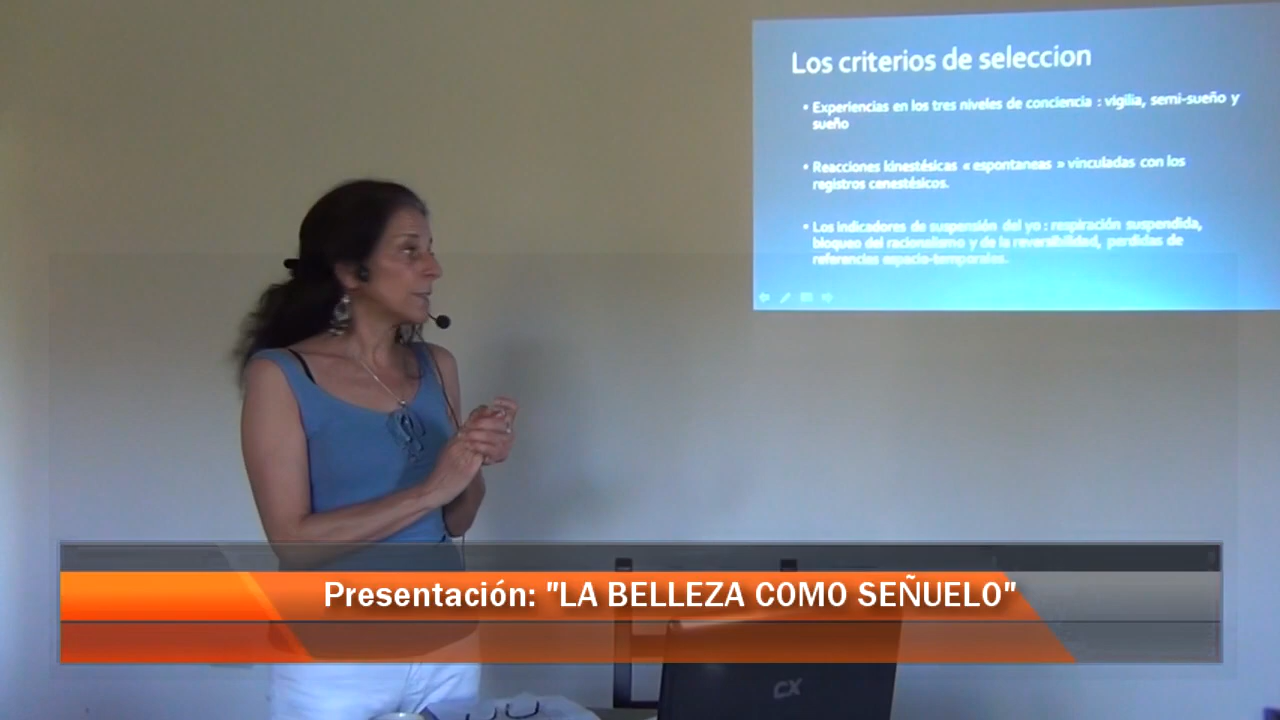 Los criterios de seleccion
• Experiencias en los tres niveles de conciencia : vigilia, semi-sueño y
sueño
• Reacciones kinestésicas « espontaneas » vinculadas con los
registros cenestésicos.
• Los indicadores de suspensión del yo : respiración suspendida,
bloqueo del racionalismo y de la reversibilidad, perdidas de
referencias espacio-temporales.
Presentación: "LA BELLEZA COMO SEÑUELO"
CX